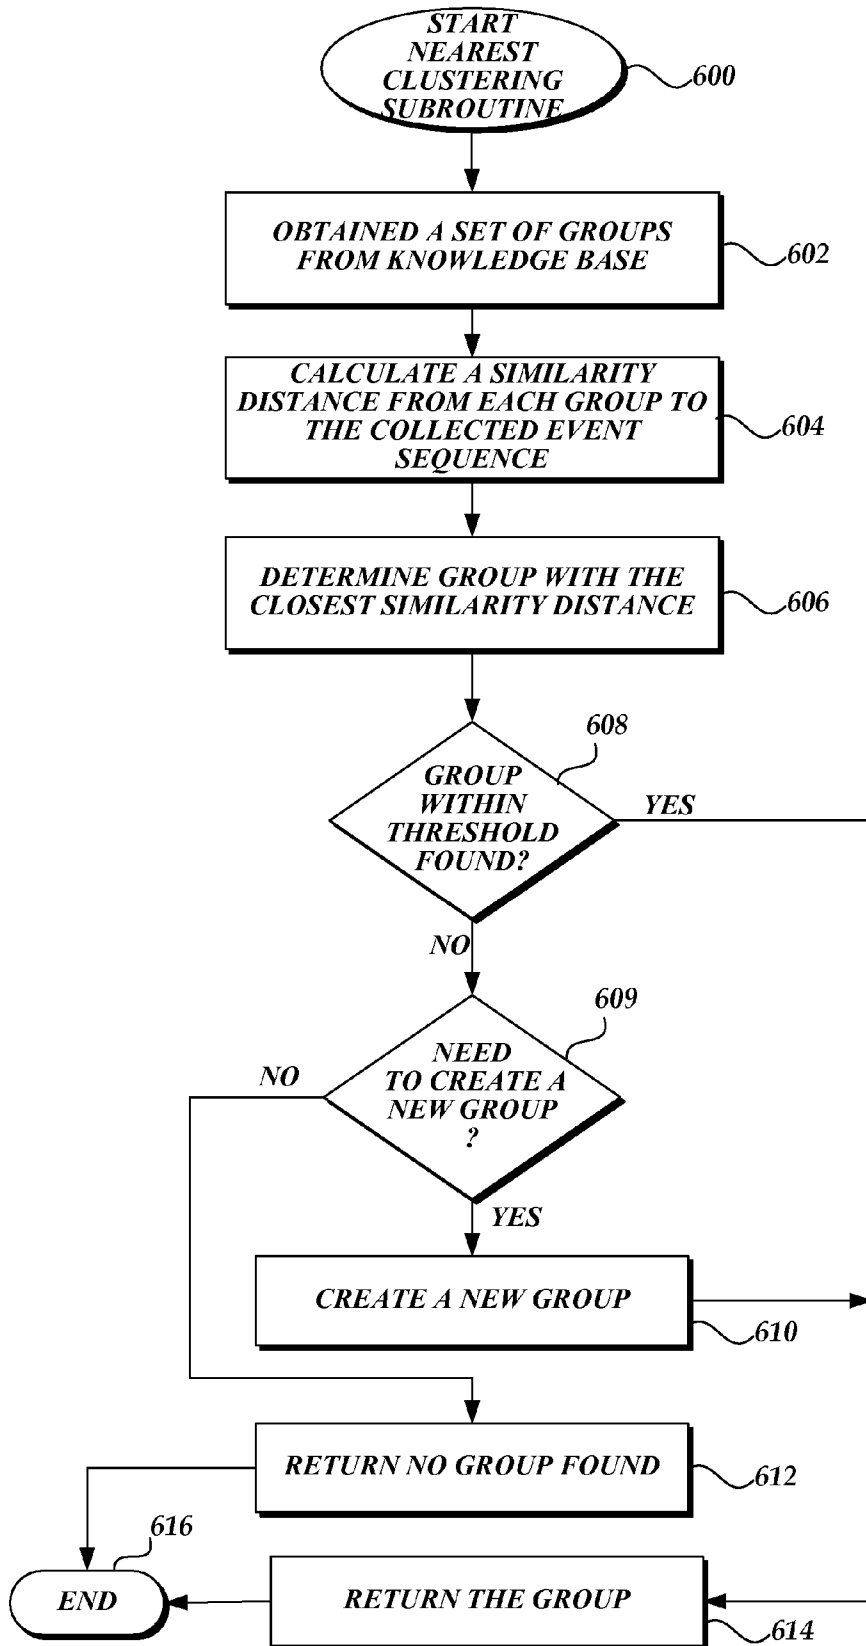 START
NEAREST
CLUSTERING
SUBROUTINE
600
OBTAINED A SET OF GROUPS
FROM KNOWLEDGE BASE
602
CALCULATE A SIMILARITY
DISTANCE FROM EACH GROUP TO
THE COLLECTED EVENT
SEQUENCE
604
DETERMINE GROUP WITH THE
CLOSEST SIMILARITY DISTANCE
606
608
GROUP
WITHIN
THRESHOLD
FOUND?
YES
NO
609
NEED
TO CREATE A
NEW GROUP
?
NO
YES
CREATE A NEW GROUP
610
RETURN NO GROUP FOUND
612
616
END
RETURN THE GROUP
614